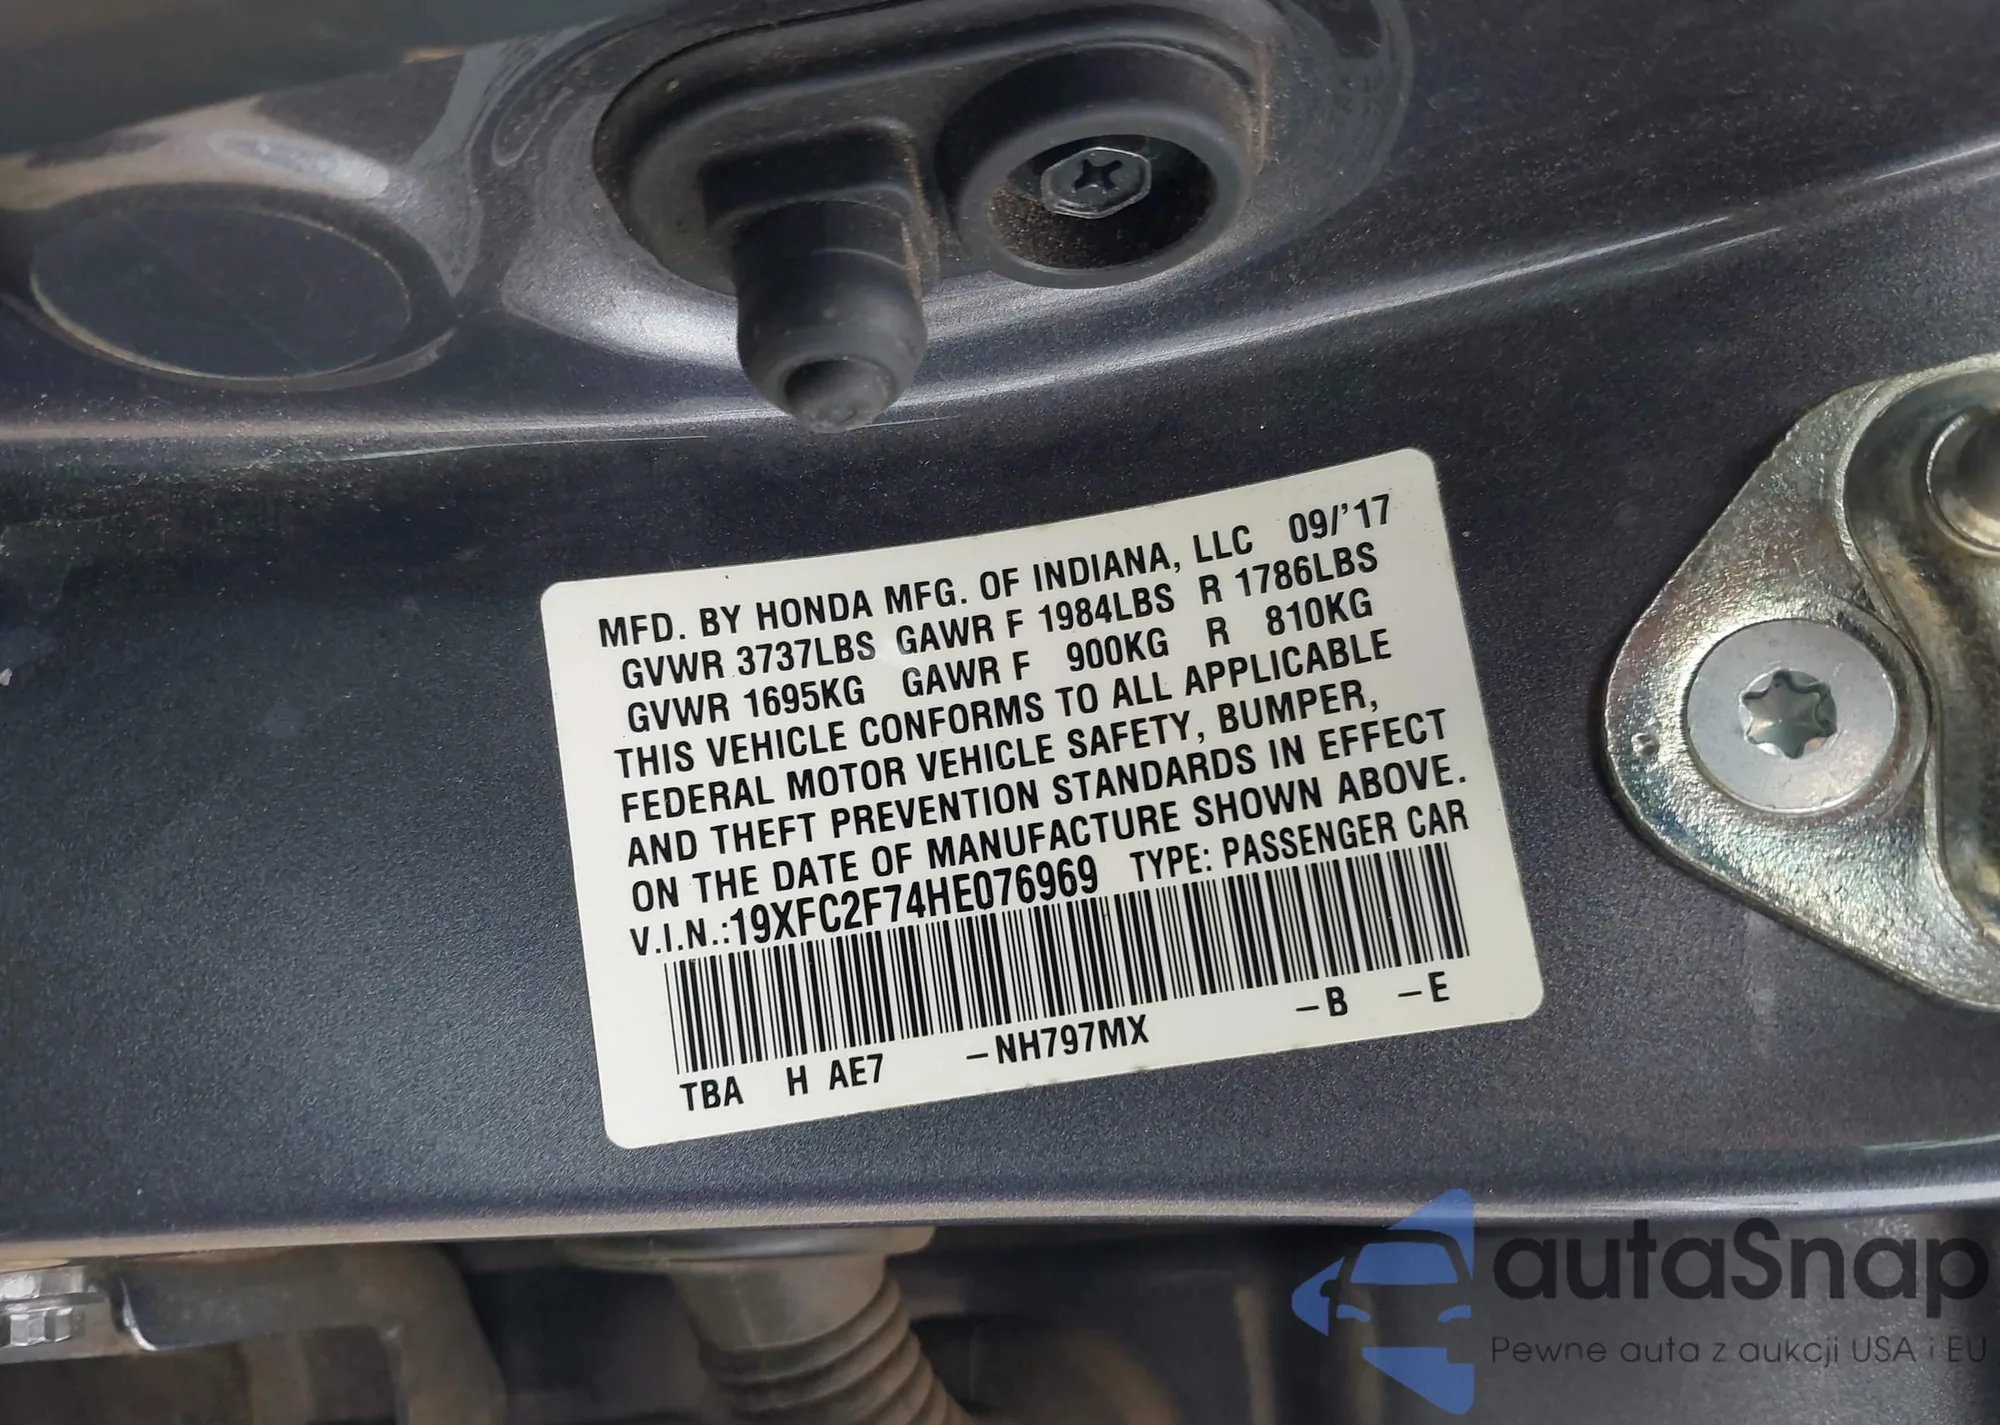 MFD. BY HONDA MFG. OF INDIANA, LLC 09/'17
GVWR 3737LBS GAWR F 1984LBS R 1786LBS
GVWR 1695KG GAWR F 900KG R 810KG
THIS VEHICLE CONFORMS TO ALL APPLICABLE
FEDERAL MOTOR VEHICLE SAFETY, BUMPER,
AND THEFT PREVENTION STANDARDS IN EFFECT
ON THE DATE OF MANUFACTURE SHOWN ABOVE.
V.I.N.:19XFC2F74HE076969 TYPE: PASSENGER CAR
TBA H AE7 –NH797MX –B –E
autaSnap
Pewne auta z aukcji USA i EU